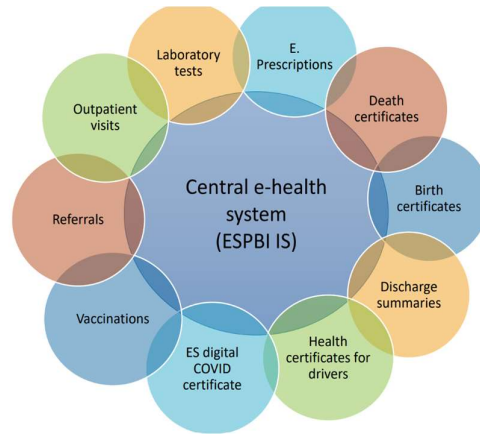 E.
Prescriptions
Laboratory
tests
Death
certificates
Outpatient
visits
Birth
certificates
Central e-health
system
(ESPBI IS)
Referrals
Discharge
summaries
Vaccinations
Health
certificates for
drivers
ES digital
COVID
certificate